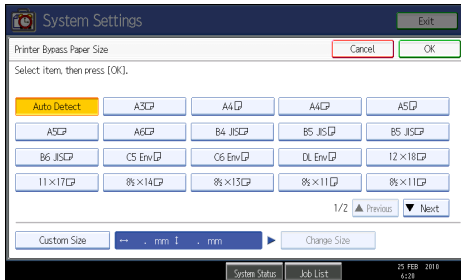 System Settings Exit
Printer Bypass Paper Size Cancel OK
Select item, then press [OK].
Auto Detect A3 A4 A4 A5
A5 A6 B4 JIS B5 JIS B5 JIS
B6 JIS C5 Env C6 Env DL Env 12×18
11×17 8½×14 8½×13 8½×11 8½×11
1/2 ▲ Previous ▼ Next
Custom Size ↔ . mm ↕ . mm ▶ Change Size
System Status Job List 25 FEB 2010
6:20